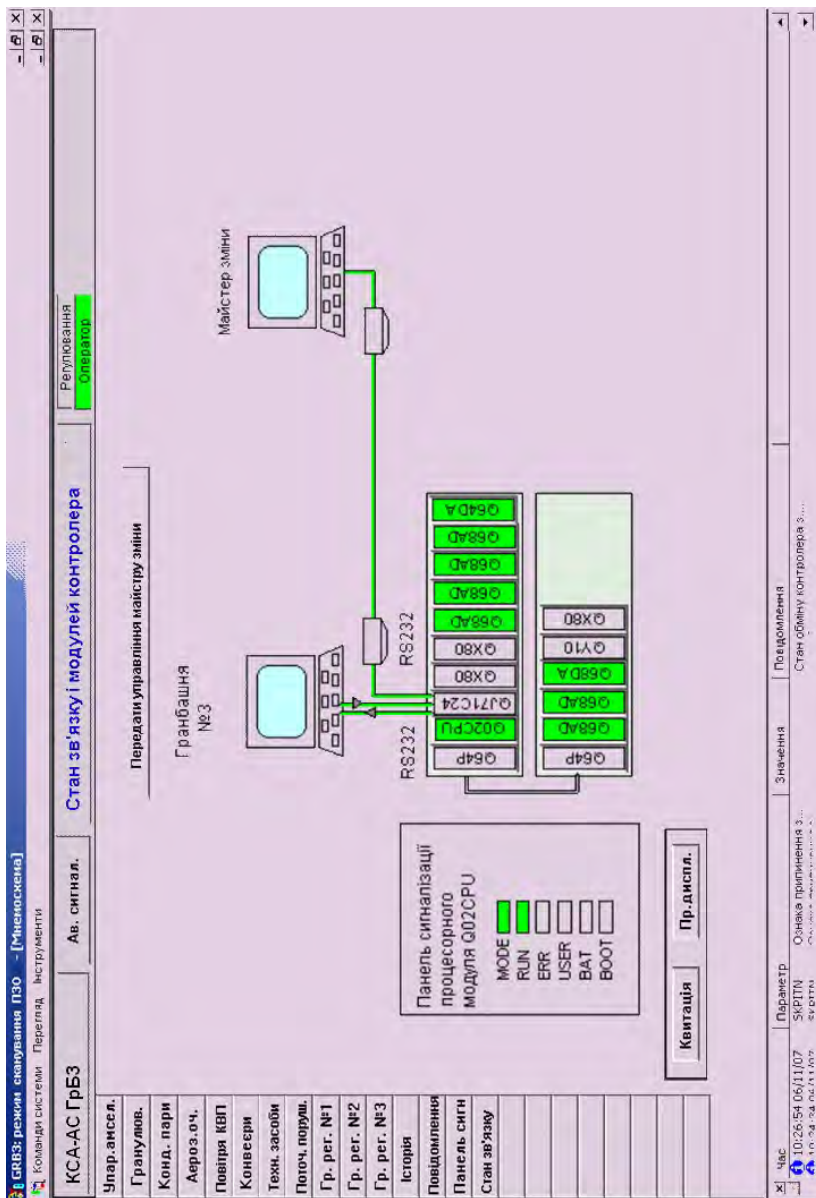 GRB3: режим сканування ПЗО - [Мнемосхема]
Команди системи Перегляд Інструменти
КСА-АС ГрБ3
Ав. сигнал.
Стан зв'язку і модулей контролера
Регулювання
Оператор
Упар.амсел.
Гранулюв.
Конд. пари
Аероз.оч.
Повітря КВП
Конвеєри
Техн. засоби
Поточ. поруш.
Гр. рег. №1
Гр. рег. №2
Гр. рег. №3
Історія
Повідомлення
Панель сигн
Стан зв'язку
Передати управління майстру зміни
Гранбашня
№3
Майстер зміни
RS232
RS232
Q64P
Q02CPU
QJ71C24
QX80
QX80
Q68AD
Q68AD
Q68AD
Q68AD
Q64DA
Q64P
Q68AD
Q68AD
Q68DA
QY10
QX80
Панель сигналізації
процесорного
модуля Q02CPU
MODE
RUN
ERR
USER
BAT
BOOT
Квитація
Пр.диспл.
Час Параметр Значення Повідомлення
10:26:54 06/11/07 SKPITN Ознака припинення з... Стан обміну контролера з....